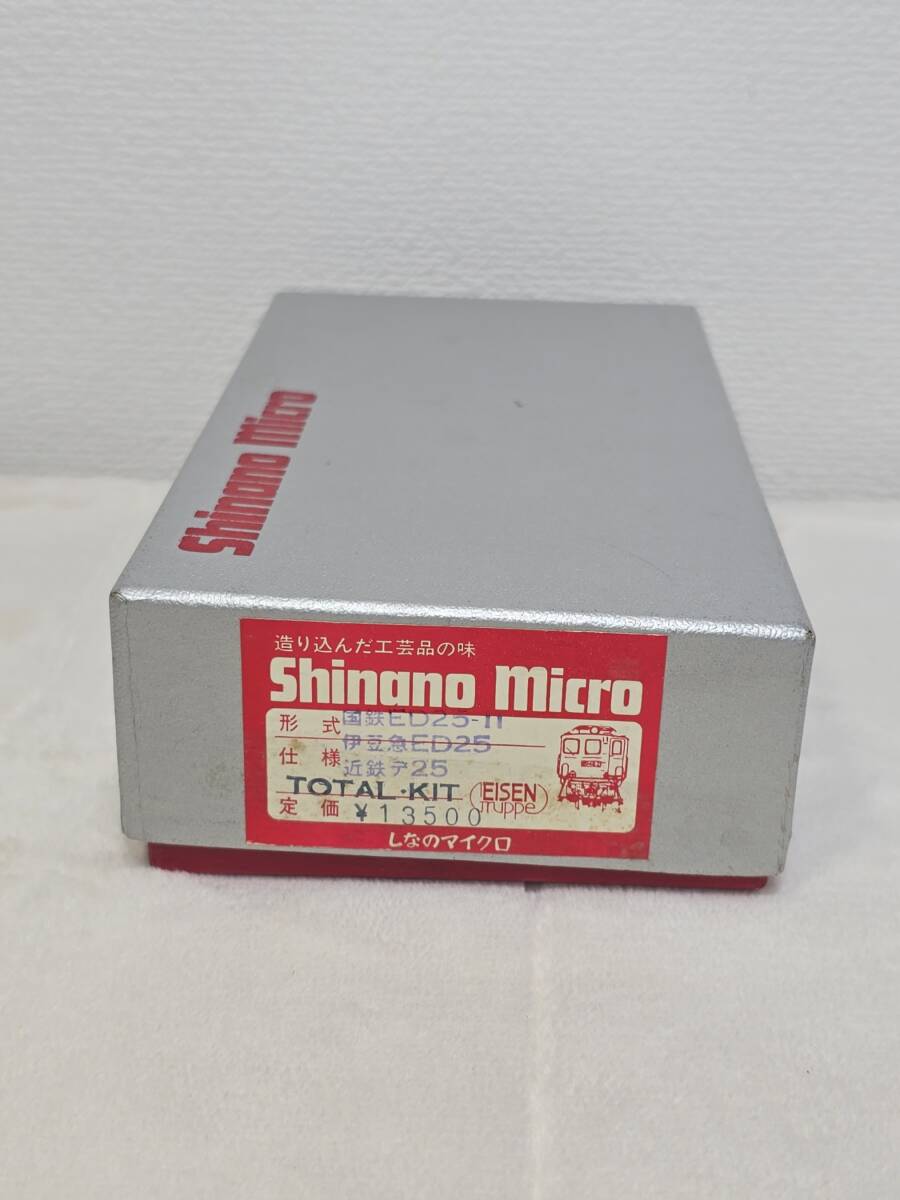 Shinano Micro
造り込んだ工芸品の味
Shinano Micro
形式 国鉄ED25-11
伊豆急ED25
仕様 近鉄デ25
TOTAL・KIT
EISEN
Truppe
定価 ¥13500
しなのマイクロ